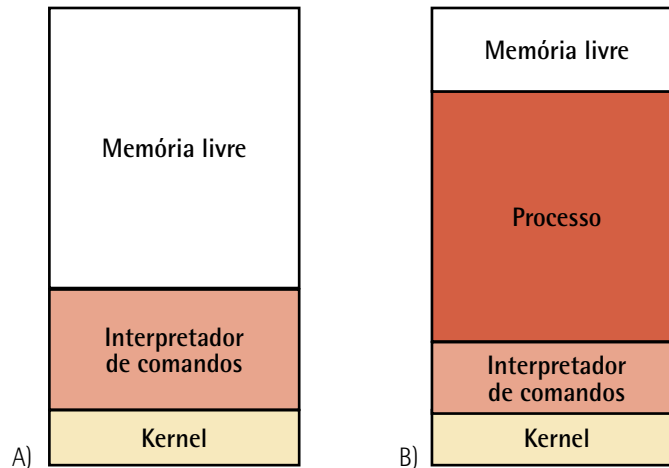 Memória livre
Interpretador
de comandos
Kernel
A)
Memória livre
Processo
Interpretador
de comandos
Kernel
B)